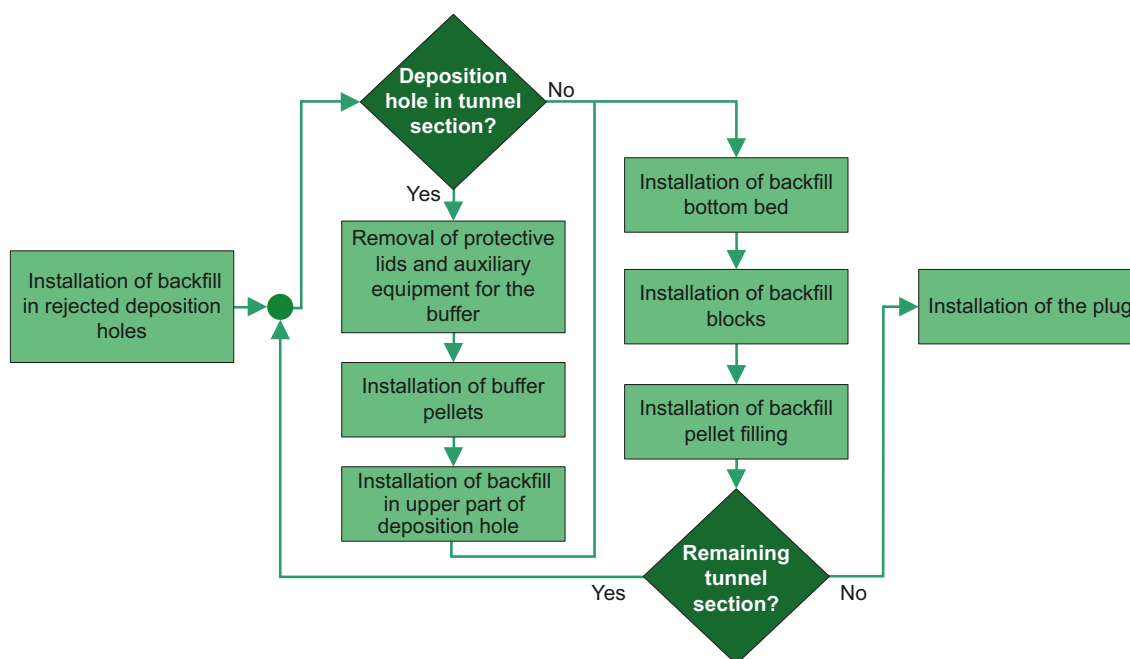 Deposition
hole in tunnel
section?
No
Yes
Installation of backfill
in rejected deposition
holes
Removal of protective
lids and auxiliary
equipment for the
buffer
Installation of buffer
pellets
Installation of backfill
in upper part of
deposition hole
Installation of backfill
bottom bed
Installation of backfill
blocks
Installation of backfill
pellet filling
Remaining
tunnel
section?
Yes
No
Installation of the plug